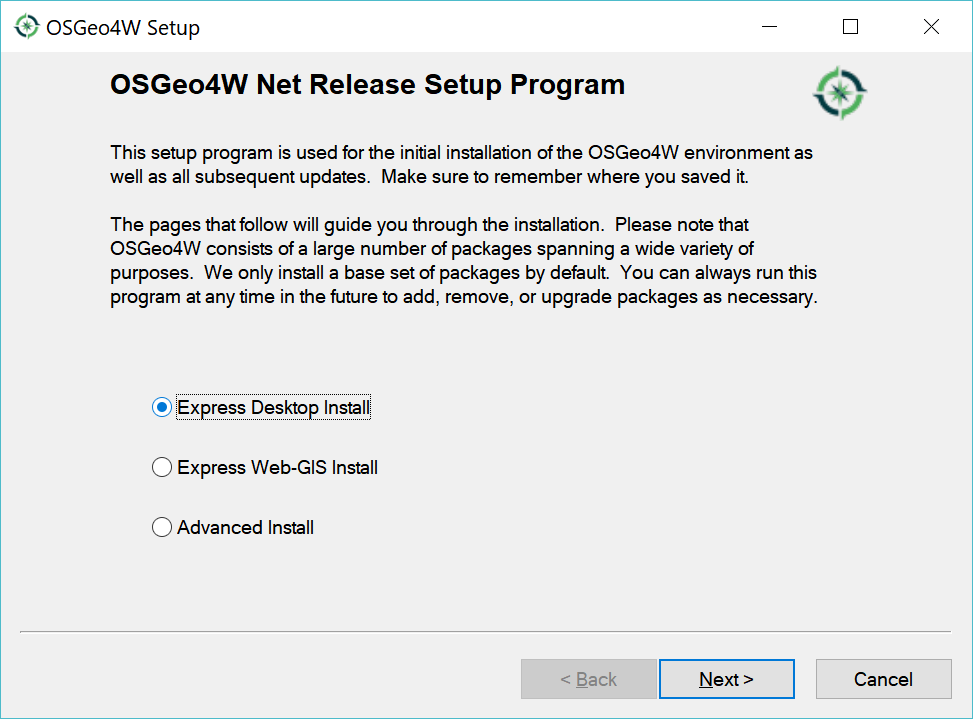 OSGeo4W Setup
OSGeo4W Net Release Setup Program
This setup program is used for the initial installation of the OSGeo4W environment as
well as all subsequent updates.  Make sure to remember where you saved it.
The pages that follow will guide you through the installation.  Please note that
OSGeo4W consists of a large number of packages spanning a wide variety of
purposes.  We only install a base set of packages by default.  You can always run this
program at any time in the future to add, remove, or upgrade packages as necessary.
Express Desktop Install
Express Web-GIS Install
Advanced Install
< Back
Next >
Cancel